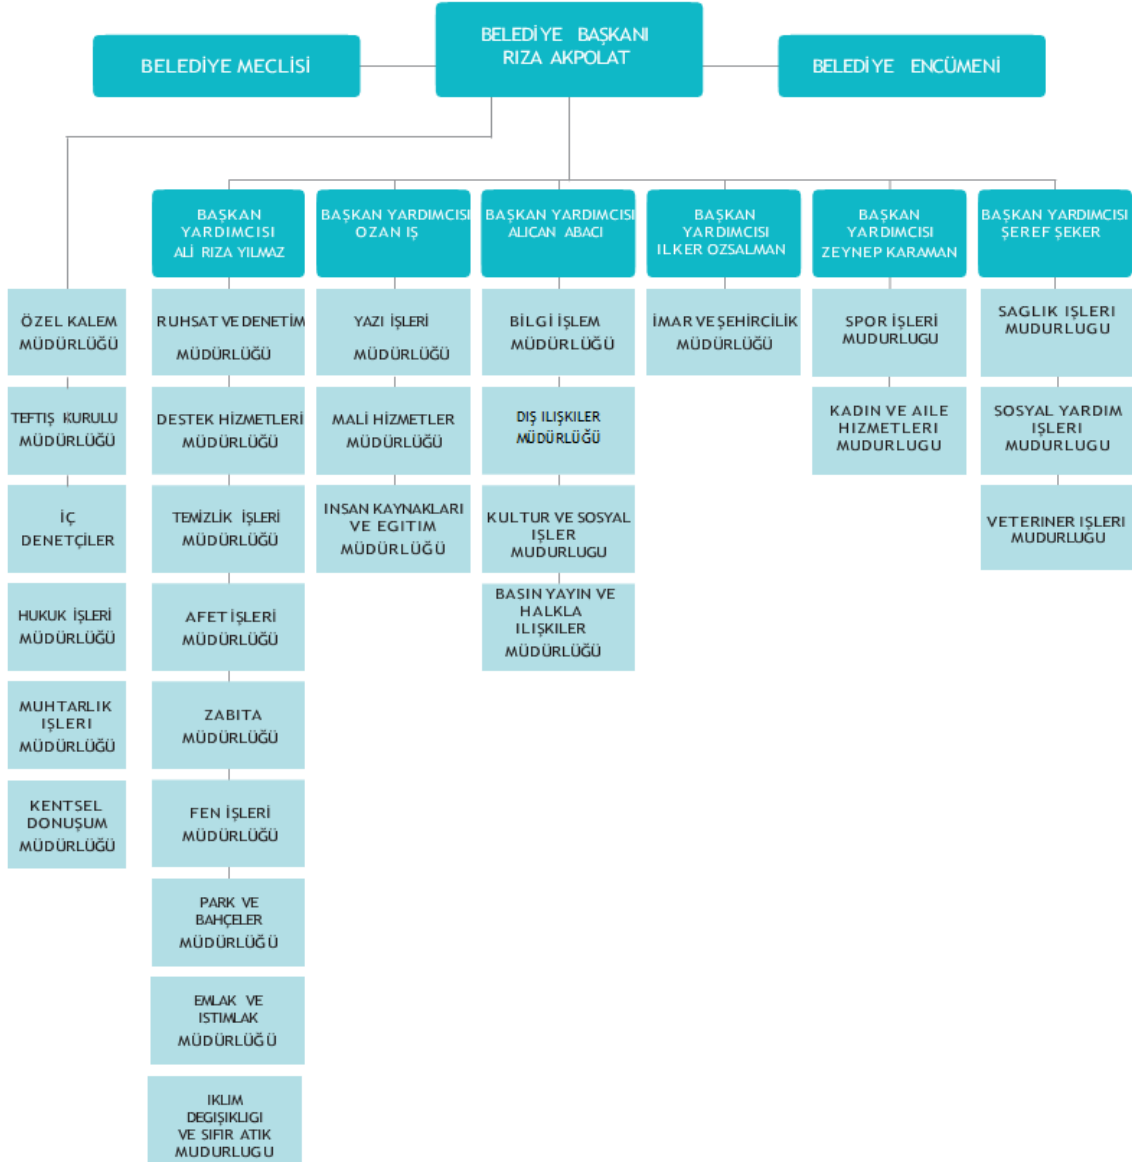 BELEDİYE BAŞKANI
RIZA AKPOLAT
BELEDİYE MECLİSİ
BELEDİYE ENCÜMENİ
BAŞKAN
YARDIMCISI
ALİ RIZA YILMAZ
BAŞKAN YARDIMCISI
OZAN IŞ
BAŞKAN YARDIMCISI
ALICAN ABACI
BAŞKAN
YARDIMCISI
ILKER OZSALMAN
BAŞKAN
YARDIMCISI
ZEYNEP KARAMAN
BAŞKAN YARDIMCISI
ŞEREF ŞEKER
ÖZEL KALEM
MÜDÜRLÜĞÜ
TEFTIŞ KURULU
MÜDÜRLÜĞÜ
İÇ
DENETÇİLER
HUKUK İŞLERİ
MÜDÜRLÜĞÜ
MUHTARLIK
IŞLERI
MÜDÜRLÜĞÜ
KENTSEL
DONUŞUM
MÜDÜRLÜĞÜ
RUHSAT VE DENETİM
MÜDÜRLÜĞÜ
DESTEK HİZMETLERİ
MÜDÜRLÜĞÜ
TEMİZLİK İŞLERİ
MÜDÜRLÜĞÜ
AFET İŞLERİ
MÜDÜRLÜĞÜ
ZABITA
MÜDÜRLÜĞÜ
FEN İŞLERİ
MÜDÜRLÜĞÜ
PARK VE
BAHÇELER
MÜDÜRLÜĞÜ
EMLAK VE
ISTIMLAK
MÜDÜRLÜĞÜ
IKLIM
DEGIŞIKLIGI
VE SIFIR ATIK
MUDURLUGU
YAZI İŞLERİ
MÜDÜRLÜĞÜ
MALİ HİZMETLER
MÜDÜRLÜĞÜ
INSAN KAYNAKLARI
VE EGITIM
MÜDÜRLÜĞÜ
BİLGİ İŞLEM
MÜDÜRLÜĞÜ
DIŞ ILIŞKILER
MÜDÜRLÜĞÜ
KULTUR VE SOSYAL
IŞLER
MUDURLUGU
BASIN YAYIN VE
HALKLA
ILIŞKILER
MÜDÜRLÜĞÜ
İMAR VE ŞEHİRCİLİK
MÜDÜRLÜĞÜ
SPOR İŞLERİ
MUDURLUGU
KADIN VE AILE
HIZMETLERI
MUDURLUGU
SAGLIK IŞLERI
MUDURLUGU
SOSYAL YARDIM
IŞLERI
MUDURLUGU
VETERINER IŞLERI
MUDURLUĞU